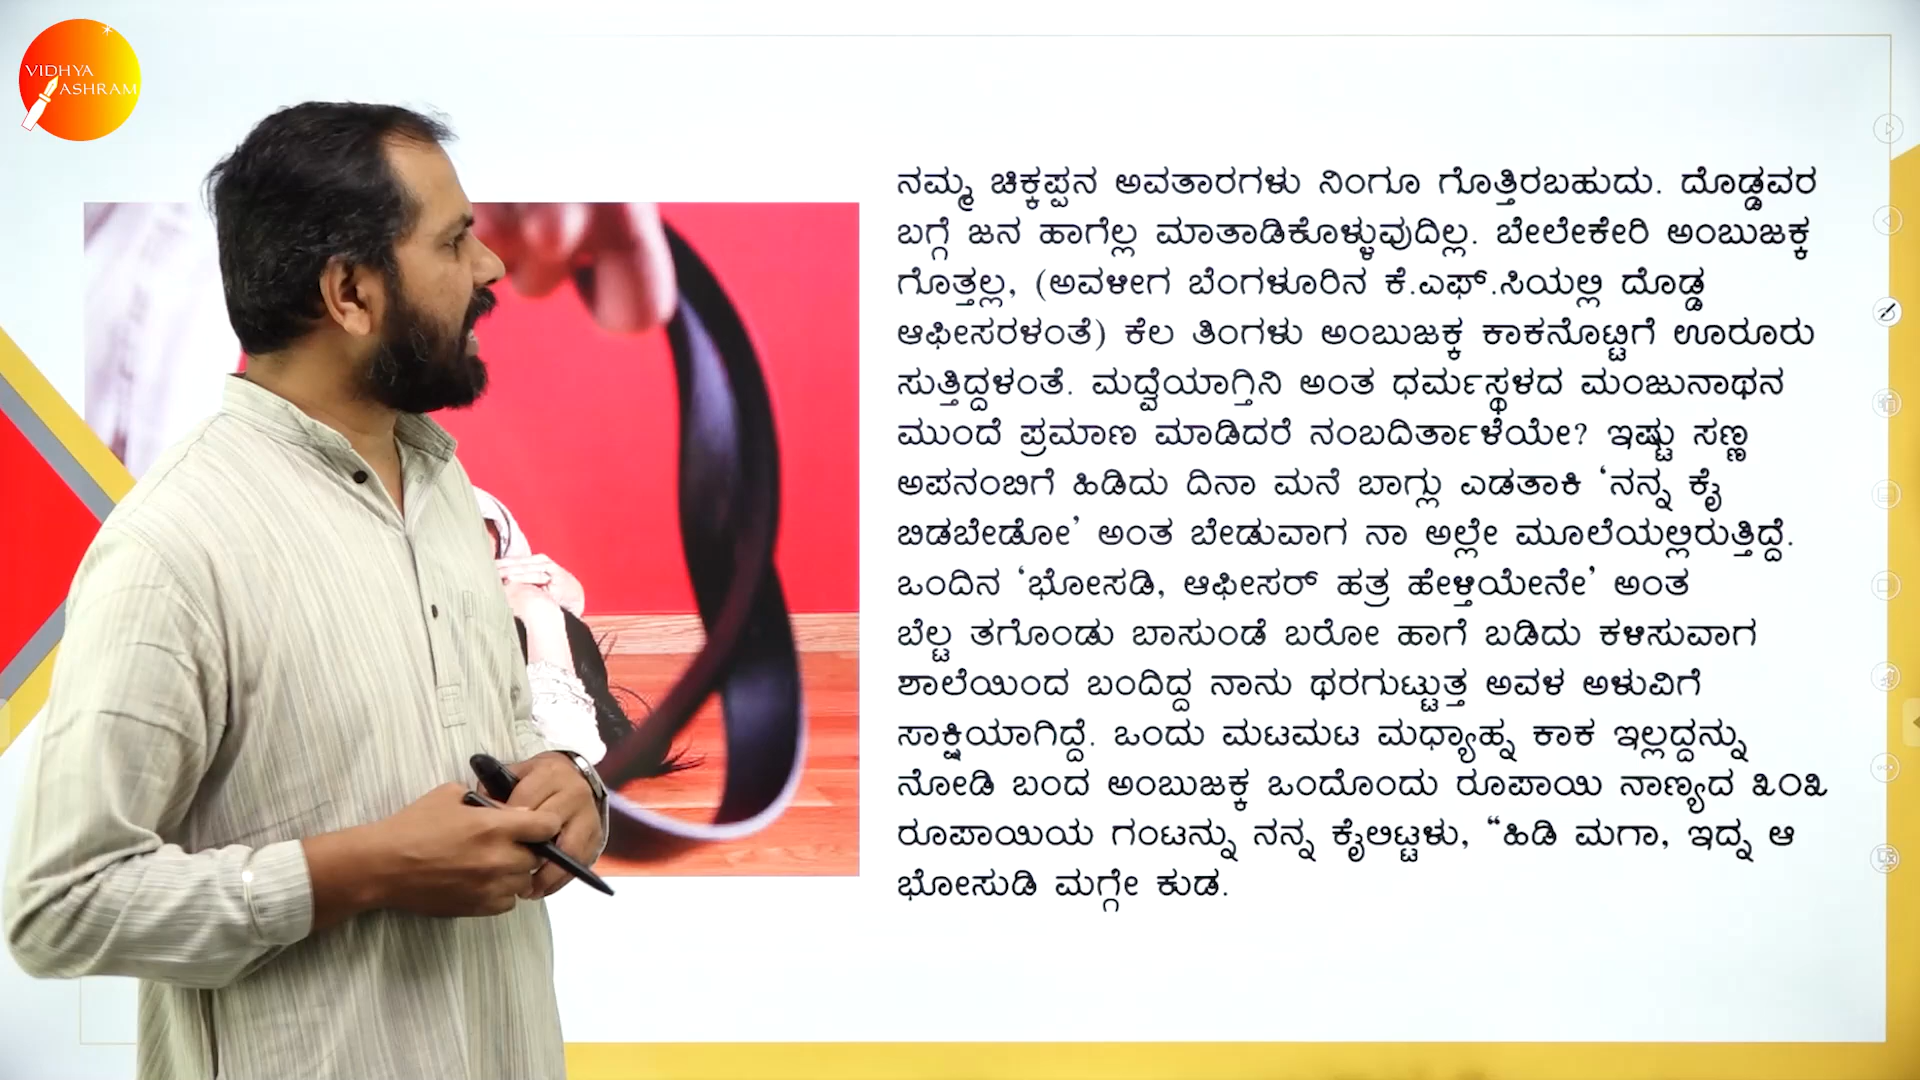 VIDHYA
ASHRAM
ನಮ್ಮ ಚಿಕ್ಕಪ್ಪನ ಅವತಾರಗಳು ನಿಂಗೂ ಗೊತ್ತಿರಬಹುದು. ದೊಡ್ಡವರ
ಬಗ್ಗೆ ಜನ ಹಾಗೆಲ್ಲ ಮಾತಾಡಿಕೊಳ್ಳುವುದಿಲ್ಲ. ಬೇಲೇಕೇರಿ ಅಂಬುಜಕ್ಕ
ಗೊತ್ತಲ್ಲ, (ಅವಳೀಗ ಬೆಂಗಳೂರಿನ ಕೆ.ಎಫ್.ಸಿಯಲ್ಲಿ ದೊಡ್ಡ
ಆಫೀಸರಳಂತೆ) ಕೆಲ ತಿಂಗಳು ಅಂಬುಜಕ್ಕ ಕಾಕನೊಟ್ಟಿಗೆ ಊರೂರು
ಸುತ್ತಿದ್ದಳಂತೆ. ಮದ್ವೆಯಾಗ್ತಿನಿ ಅಂತ ಧರ್ಮಸ್ಥಳದ ಮಂಜುನಾಥನ
ಮುಂದೆ ಪ್ರಮಾಣ ಮಾಡಿದರೆ ನಂಬದಿರ್ತಾಳೆಯೇ? ಇಷ್ಟು ಸಣ್ಣ
ಅಪನಂಬಿಗೆ ಹಿಡಿದು ದಿನಾ ಮನೆ ಬಾಗ್ಲು ಎಡತಾಕಿ ‘ನನ್ನ ಕೈ
ಬಿಡಬೇಡೋ’ ಅಂತ ಬೇಡುವಾಗ ನಾ ಅಲ್ಲೇ ಮೂಲೆಯಲ್ಲಿರುತ್ತಿದ್ದೆ.
ಒಂದಿನ ‘ಭೋಸಡಿ, ಆಫೀಸರ್ ಹತ್ರ ಹೇಳ್ತಿಯೇನೇ’ ಅಂತ
ಬೆಲ್ಟ ತಗೊಂಡು ಬಾಸುಂಡೆ ಬರೋ ಹಾಗೆ ಬಡಿದು ಕಳಿಸುವಾಗ
ಶಾಲೆಯಿಂದ ಬಂದಿದ್ದ ನಾನು ಥರಗುಟ್ಟುತ್ತ ಅವಳ ಅಳುವಿಗೆ
ಸಾಕ್ಷಿಯಾಗಿದ್ದೆ. ಒಂದು ಮಟಮಟ ಮಧ್ಯಾಹ್ನ ಕಾಕ ಇಲ್ಲದ್ದನ್ನು
ನೋಡಿ ಬಂದ ಅಂಬುಜಕ್ಕ ಒಂದೊಂದು ರೂಪಾಯಿ ನಾಣ್ಯದ ೩೦೩
ರೂಪಾಯಿಯ ಗಂಟನ್ನು ನನ್ನ ಕೈಲಿಟ್ಟಳು, “ಹಿಡಿ ಮಗಾ, ಇದ್ನ ಆ
ಭೋಸುಡಿ ಮಗ್ಗೇ ಕುಡ.